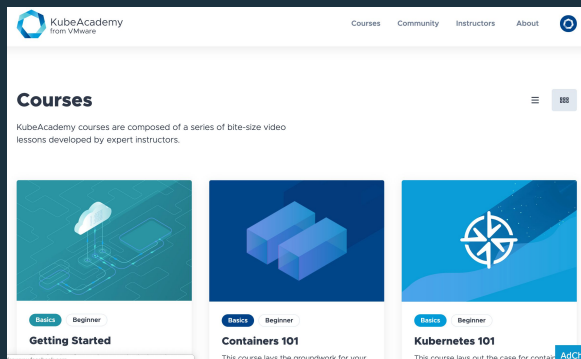 KubeAcademy
from VMware
Courses Community Instructors About
Courses
KubeAcademy courses are composed of a series of bite-size video
lessons developed by expert instructors.
Basics Beginner
Getting Started
Basics Beginner
Containers 101
This course lays the groundwork for your
Basics Beginner
Kubernetes 101
This course lays out the case for
AdCh